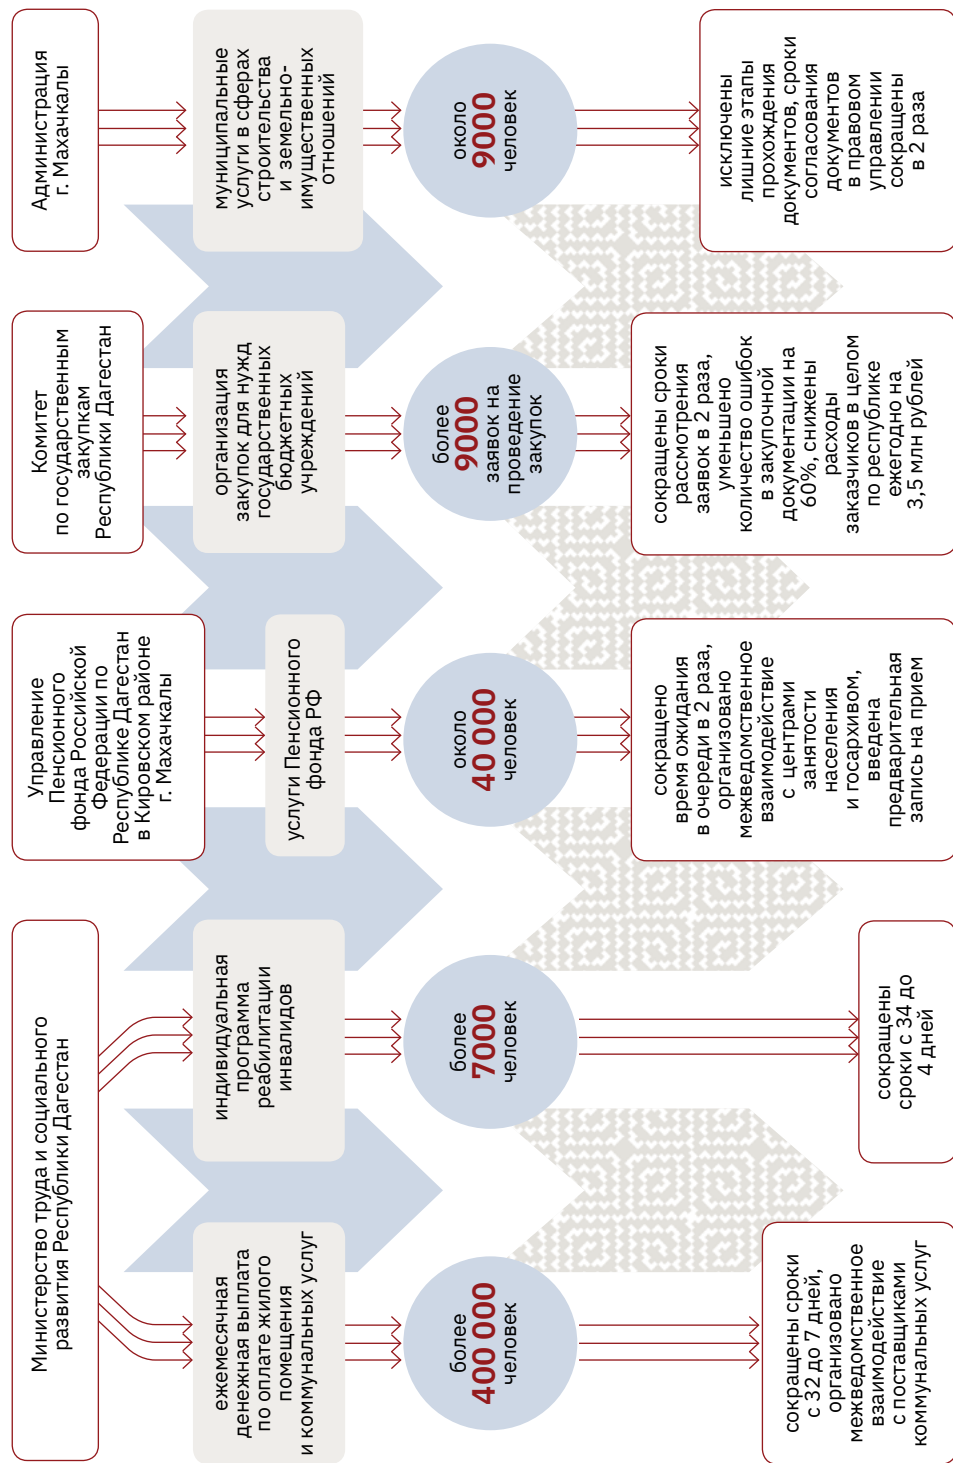 Министерство труда и социального
развития Республики Дагестан
Управление
Пенсионного
фонда Российской
Федерации по
Республике Дагестан
в Кировском районе
г. Махачкалы
Комитет
по государственным
закупкам
Республики Дагестан
Администрация
г. Махачкалы
ежемесячная
денежная выплата
по оплате жилого
помещения
и коммунальных услуг
индивидуальная
программа
реабилитации
инвалидов
услуги Пенсионного
фонда РФ
организация
закупок для нужд
государственных
бюджетных
учреждений
муниципальные
услуги в сферах
строительства
и земельно-
имущественных
отношений
более
400 000
человек
более
7000
человек
около
40 000
человек
более
9000
заявок на
проведение
закупок
около
9000
человек
сокращены сроки
с 32 до 7 дней,
организовано
межведомственное
взаимодействие
с поставщиками
коммунальных услуг
сокращены
сроки с 34 до
4 дней
сокращено
время ожидания
в очереди в 2 раза,
организовано
межведомственное
взаимодействие
с центрами
занятости
населения
и госархивом,
введена
предварительная
запись на прием
сокращены сроки
рассмотрения
заявок в 2 раза,
уменьшено
количество ошибок
в закупочной
документации на
60%, снижены
расходы
заказчиков в целом
по республике
ежегодно на
3,5 млн рублей
исключены
лишние этапы
прохождения
документов, сроки
согласования
документов
в правовом
управлении
сокращены
в 2 раза